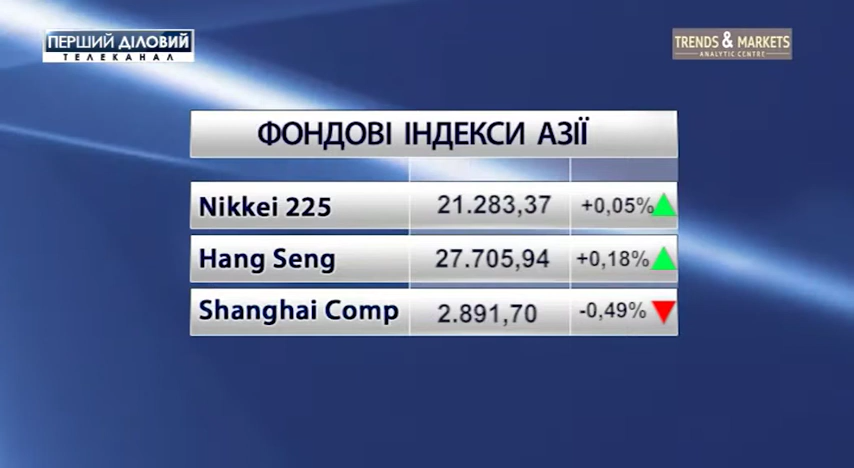 ПЕРШИЙ ДІЛОВИЙ
ТЕЛЕКАНАЛ
TRENDS & MARKETS
ANALYTIC CENTRE
ФОНДОВІ ІНДЕКСИ АЗІЇ
Nikkei 225 21.283,37 +0,05%
Hang Seng 27.705,94 +0,18%
Shanghai Comp 2.891,70 -0,49%